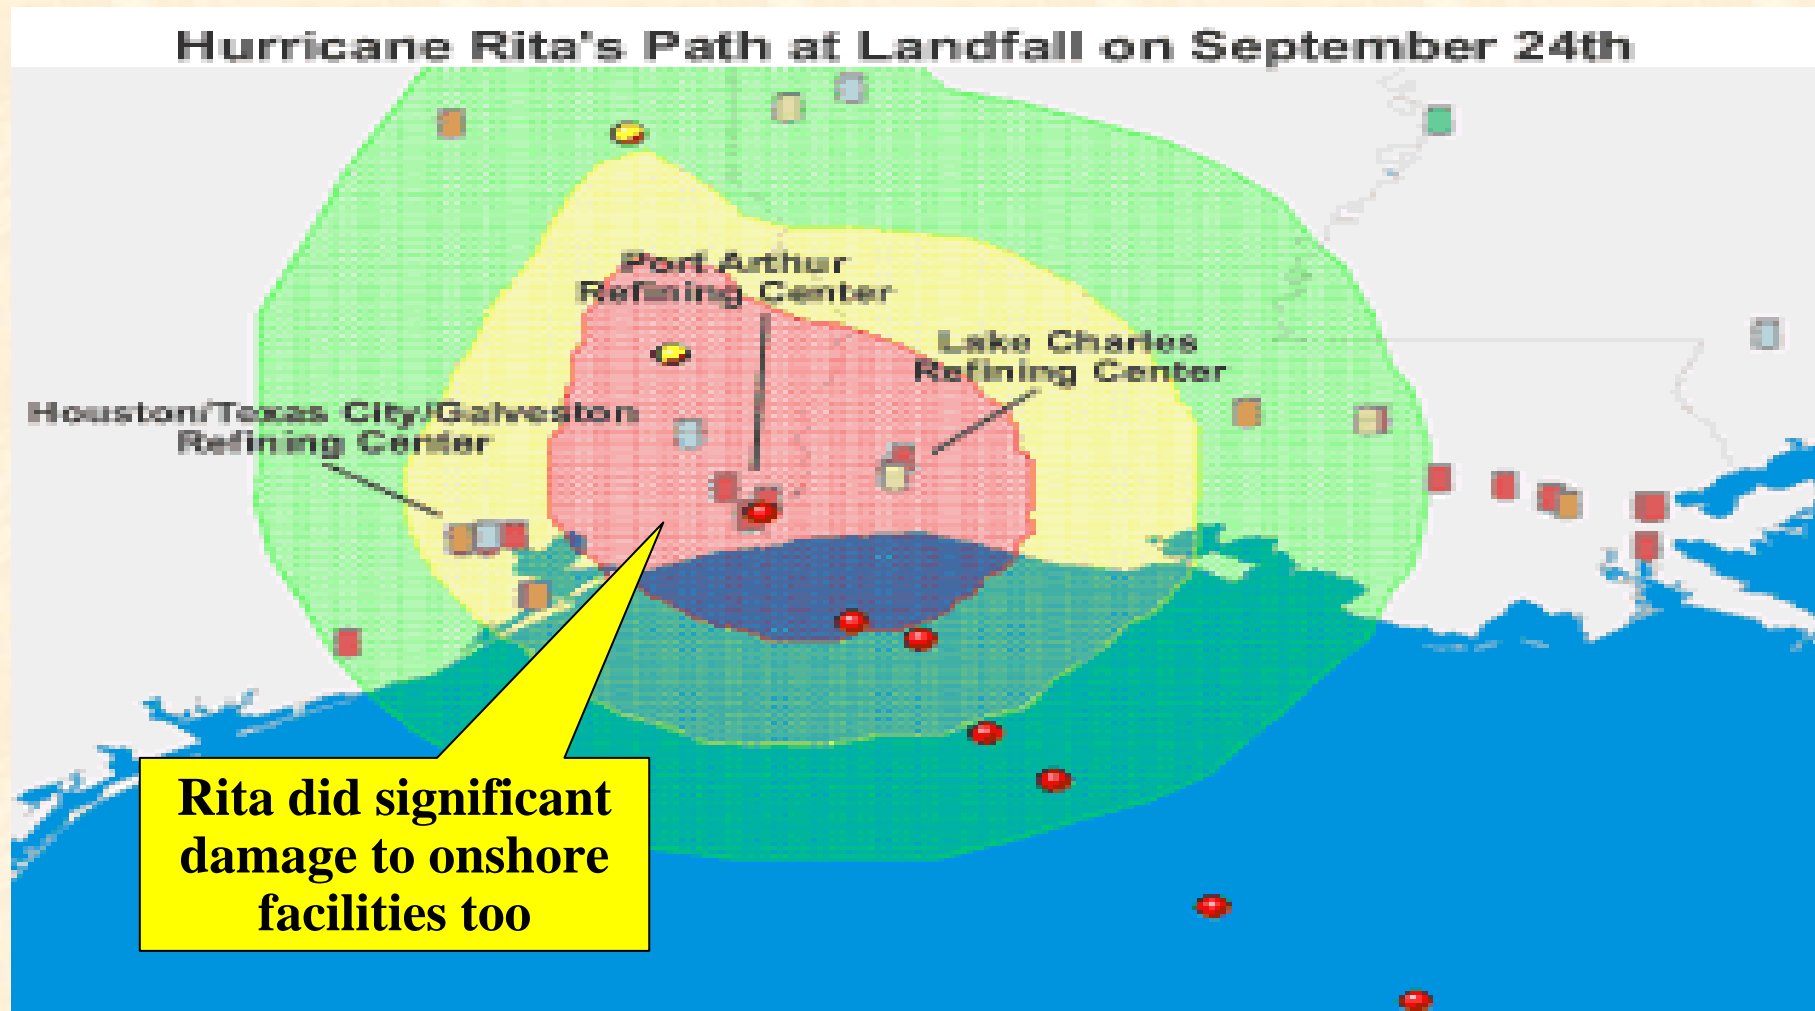 Hurricane Rita's Path at Landfall on September 24th
Port Arthur
Refining Center
Lake Charles
Refining Center
Houston/Texas City/Galveston
Refining Center
Rita did significant
damage to onshore
facilities too